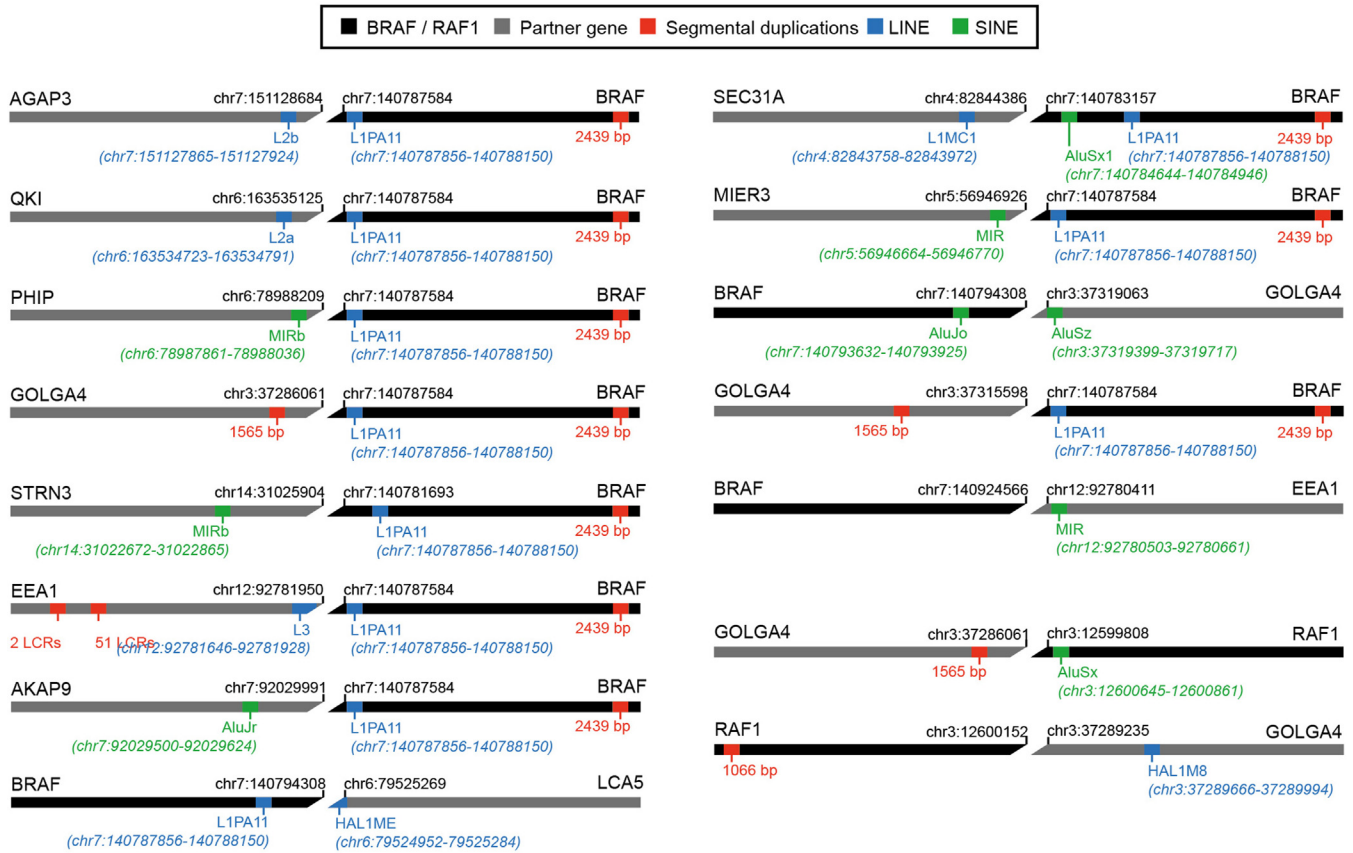 BRAF / RAF1 Partner gene Segmental duplications LINE SINE
AGAP3 chr7:151128684 chr7:140787584 BRAF
L2b L1PA11 2439 bp
(chr7:151127865-151127924) (chr7:140787856-140788150)
QKI chr6:163535125 chr7:140787584 BRAF
L2a L1PA11 2439 bp
(chr6:163534723-163534791) (chr7:140787856-140788150)
PHIP chr6:78988209 chr7:140787584 BRAF
MIRb L1PA11 2439 bp
(chr6:78987861-78988036) (chr7:140787856-140788150)
GOLGA4 chr3:37286061 chr7:140787584 BRAF
1565 bp L1PA11 2439 bp
(chr7:140787856-140788150)
STRN3 chr14:31025904 chr7:140781693 BRAF
MIRb L1PA11 2439 bp
(chr14:31022672-31022865) (chr7:140787856-140788150)
EEA1 chr12:92781950 chr7:140787584 BRAF
2 LCRs 51 LCRs L3 L1PA11 2439 bp
(chr12:92781646-92781928) (chr7:140787856-140788150)
AKAP9 chr7:92029991 chr7:140787584 BRAF
AluJr L1PA11 2439 bp
(chr7:92029500-92029624) (chr7:140787856-140788150)
BRAF chr7:140794308 chr6:79525269 LCA5
L1PA11 HAL1ME
(chr7:140787856-140788150) (chr6:79524952-79525284)
SEC31A chr4:82844386 chr7:140783157 BRAF
L1MC1 AluSx1 L1PA11 2439 bp
(chr4:82843758-82843972) (chr7:140787856-140788150)
(chr7:140784644-140784946)
MIER3 chr5:56946926 chr7:140787584 BRAF
MIR L1PA11 2439 bp
(chr5:56946664-56946770) (chr7:140787856-140788150)
BRAF chr7:140794308 chr3:37319063 GOLGA4
AluJo AluSz
(chr7:140793632-140793925) (chr3:37319399-37319717)
GOLGA4 chr3:37315598 chr7:140787584 BRAF
1565 bp L1PA11 2439 bp
(chr7:140787856-140788150)
BRAF chr7:140924566 chr12:92780411 EEA1
MIR
(chr12:92780503-92780661)
GOLGA4 chr3:37286061 chr3:12599808 RAF1
1565 bp AluSx
(chr3:12600645-12600861)
RAF1 chr3:12600152 chr3:37289235 GOLGA4
1066 bp HAL1M8
(chr3:37289666-37289994)